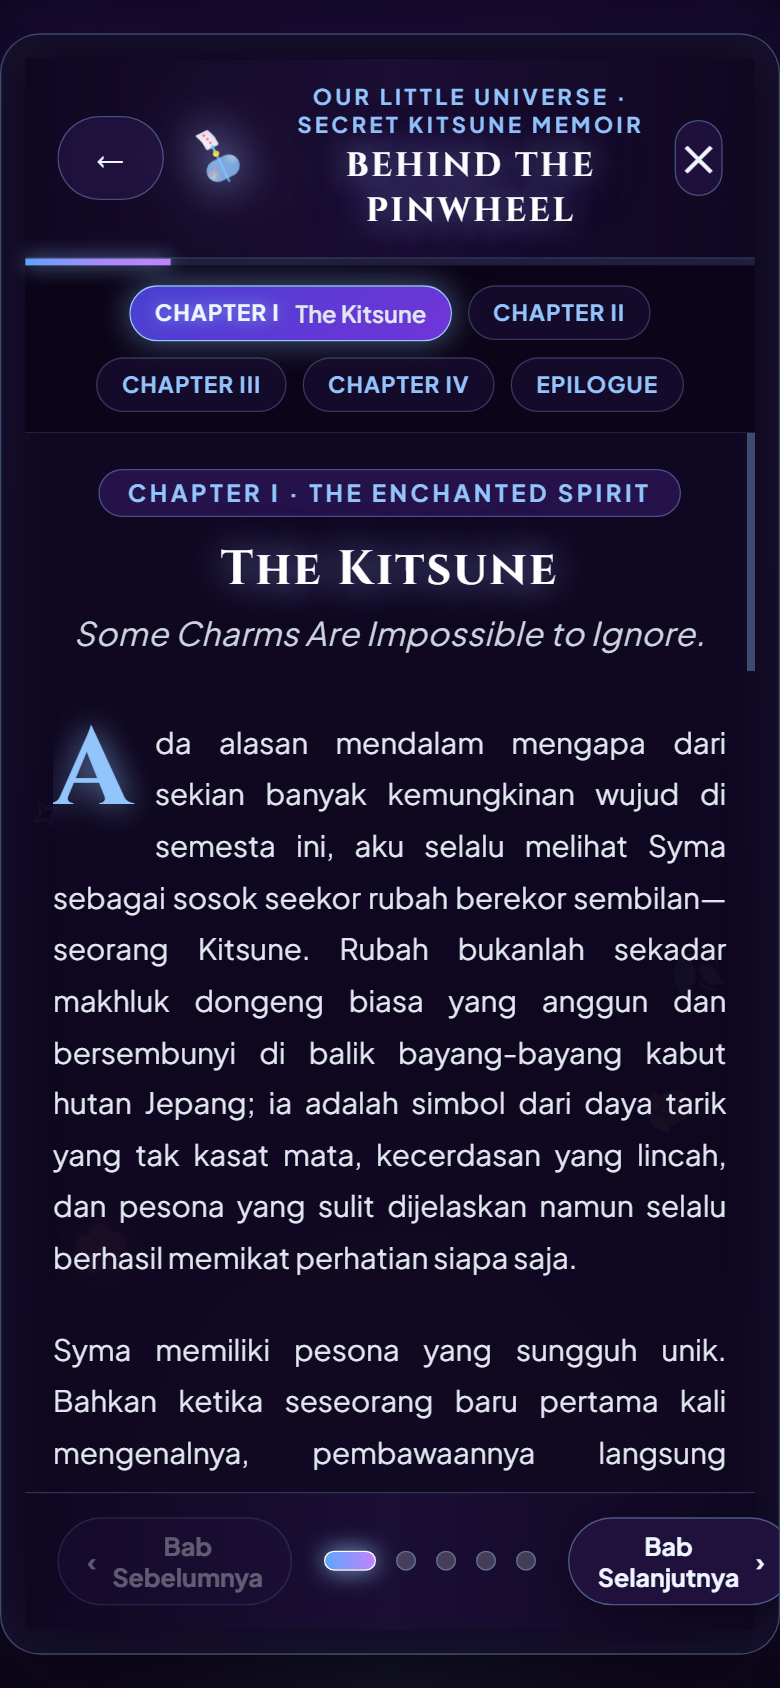 ←
OUR LITTLE UNIVERSE ·
SECRET KITSUNE MEMOIR
BEHIND THE
PINWHEEL
×
CHAPTER I The Kitsune
CHAPTER II
CHAPTER III
CHAPTER IV
EPILOGUE
CHAPTER I · THE ENCHANTED SPIRIT
The Kitsune
Some Charms Are Impossible to Ignore.
Ada alasan mendalam mengapa dari
sekian banyak kemungkinan wujud di
semesta ini, aku selalu melihat Syma
sebagai sosok seekor rubah berekor sembilan—
seorang Kitsune. Rubah bukanlah sekadar
makhluk dongeng biasa yang anggun dan
bersembunyi di balik bayang-bayang kabut
hutan Jepang; ia adalah simbol dari daya tarik
yang tak kasat mata, kecerdasan yang lincah,
dan pesona yang sulit dijelaskan namun selalu
berhasil memikat perhatian siapa saja.
Syma memiliki pesona yang sungguh unik.
Bahkan ketika seseorang baru pertama kali
mengenalnya, pembawaannya langsung
‹ Bab
Sebelumnya
Bab
Selanjutnya ›